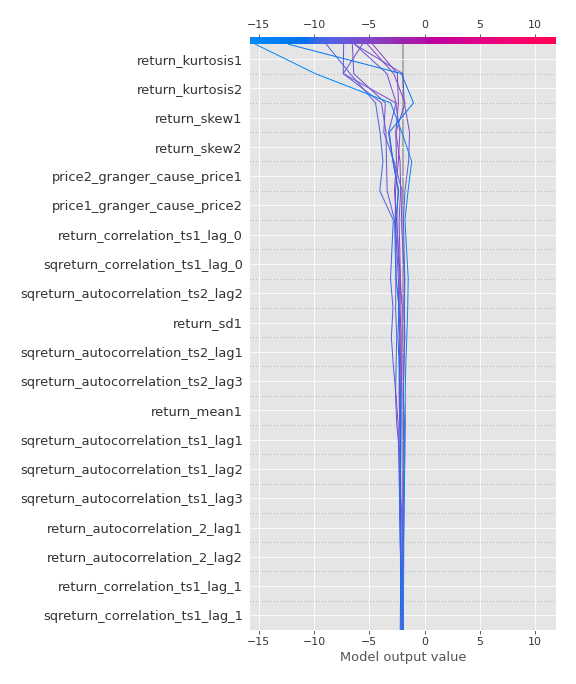 −15 −10 −5 0 5 10
return_kurtosis1
return_kurtosis2
return_skew1
return_skew2
price2_granger_cause_price1
price1_granger_cause_price2
return_correlation_ts1_lag_0
sqreturn_correlation_ts1_lag_0
sqreturn_autocorrelation_ts2_lag2
return_sd1
sqreturn_autocorrelation_ts2_lag1
sqreturn_autocorrelation_ts2_lag3
return_mean1
sqreturn_autocorrelation_ts1_lag1
sqreturn_autocorrelation_ts1_lag2
sqreturn_autocorrelation_ts1_lag3
return_autocorrelation_2_lag1
return_autocorrelation_2_lag2
return_correlation_ts1_lag_1
sqreturn_correlation_ts1_lag_1
−15 −10 −5 0 5 10
Model output value